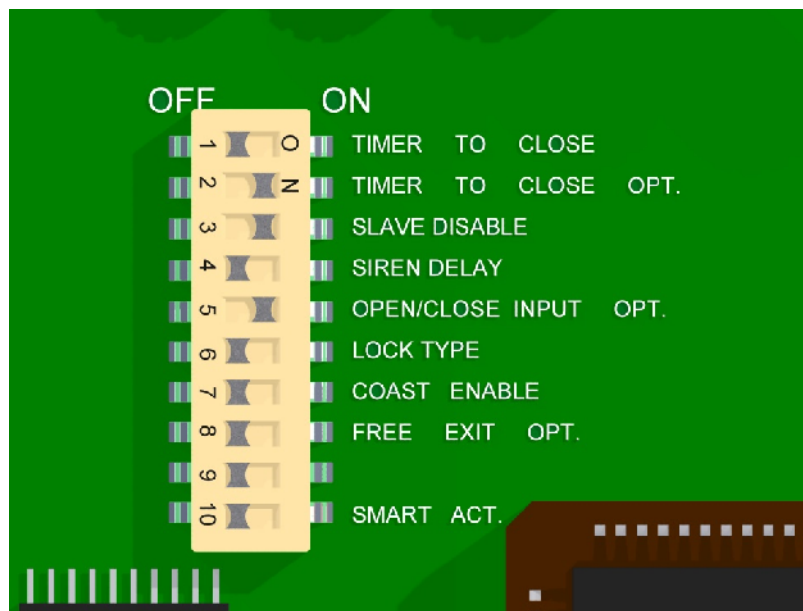 OFF ON
1 O TIMER TO CLOSE
2 N TIMER TO CLOSE OPT.
3 SLAVE DISABLE
4 SIREN DELAY
5 OPEN/CLOSE INPUT OPT.
6 LOCK TYPE
7 COAST ENABLE
8 FREE EXIT OPT.
9
10 SMART ACT.